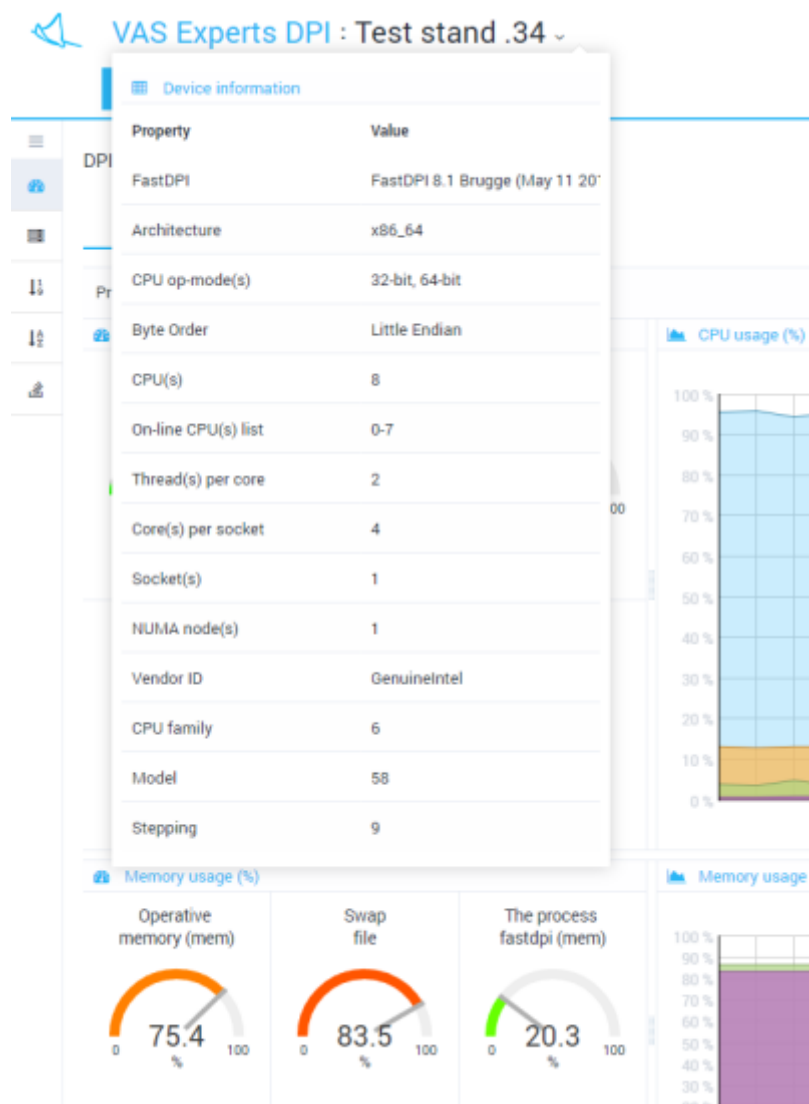 VAS Experts DPI : Test stand .34
Device information
Property Value
FastDPI FastDPI 8.1 Brugge (May 11 201
Architecture x86_64
CPU op-mode(s) 32-bit, 64-bit
Byte Order Little Endian
CPU(s) 8
On-line CPU(s) list 0-7
Thread(s) per core 2
Core(s) per socket 4
Socket(s) 1
NUMA node(s) 1
Vendor ID GenuineIntel
CPU family 6
Model 58
Stepping 9
DPI
Pr
00
CPU usage (%)
100 %
90 %
80 %
70 %
60 %
50 %
40 %
30 %
20 %
10 %
0 %
Memory usage (%)
Operative
memory (mem)
75.4
0 % 100
Swap
file
83.5
0 % 100
The process
fastdpi (mem)
20.3
0 % 100
Memory usage
100 %
90 %
80 %
70 %
60 %
50 %
40 %
30 %